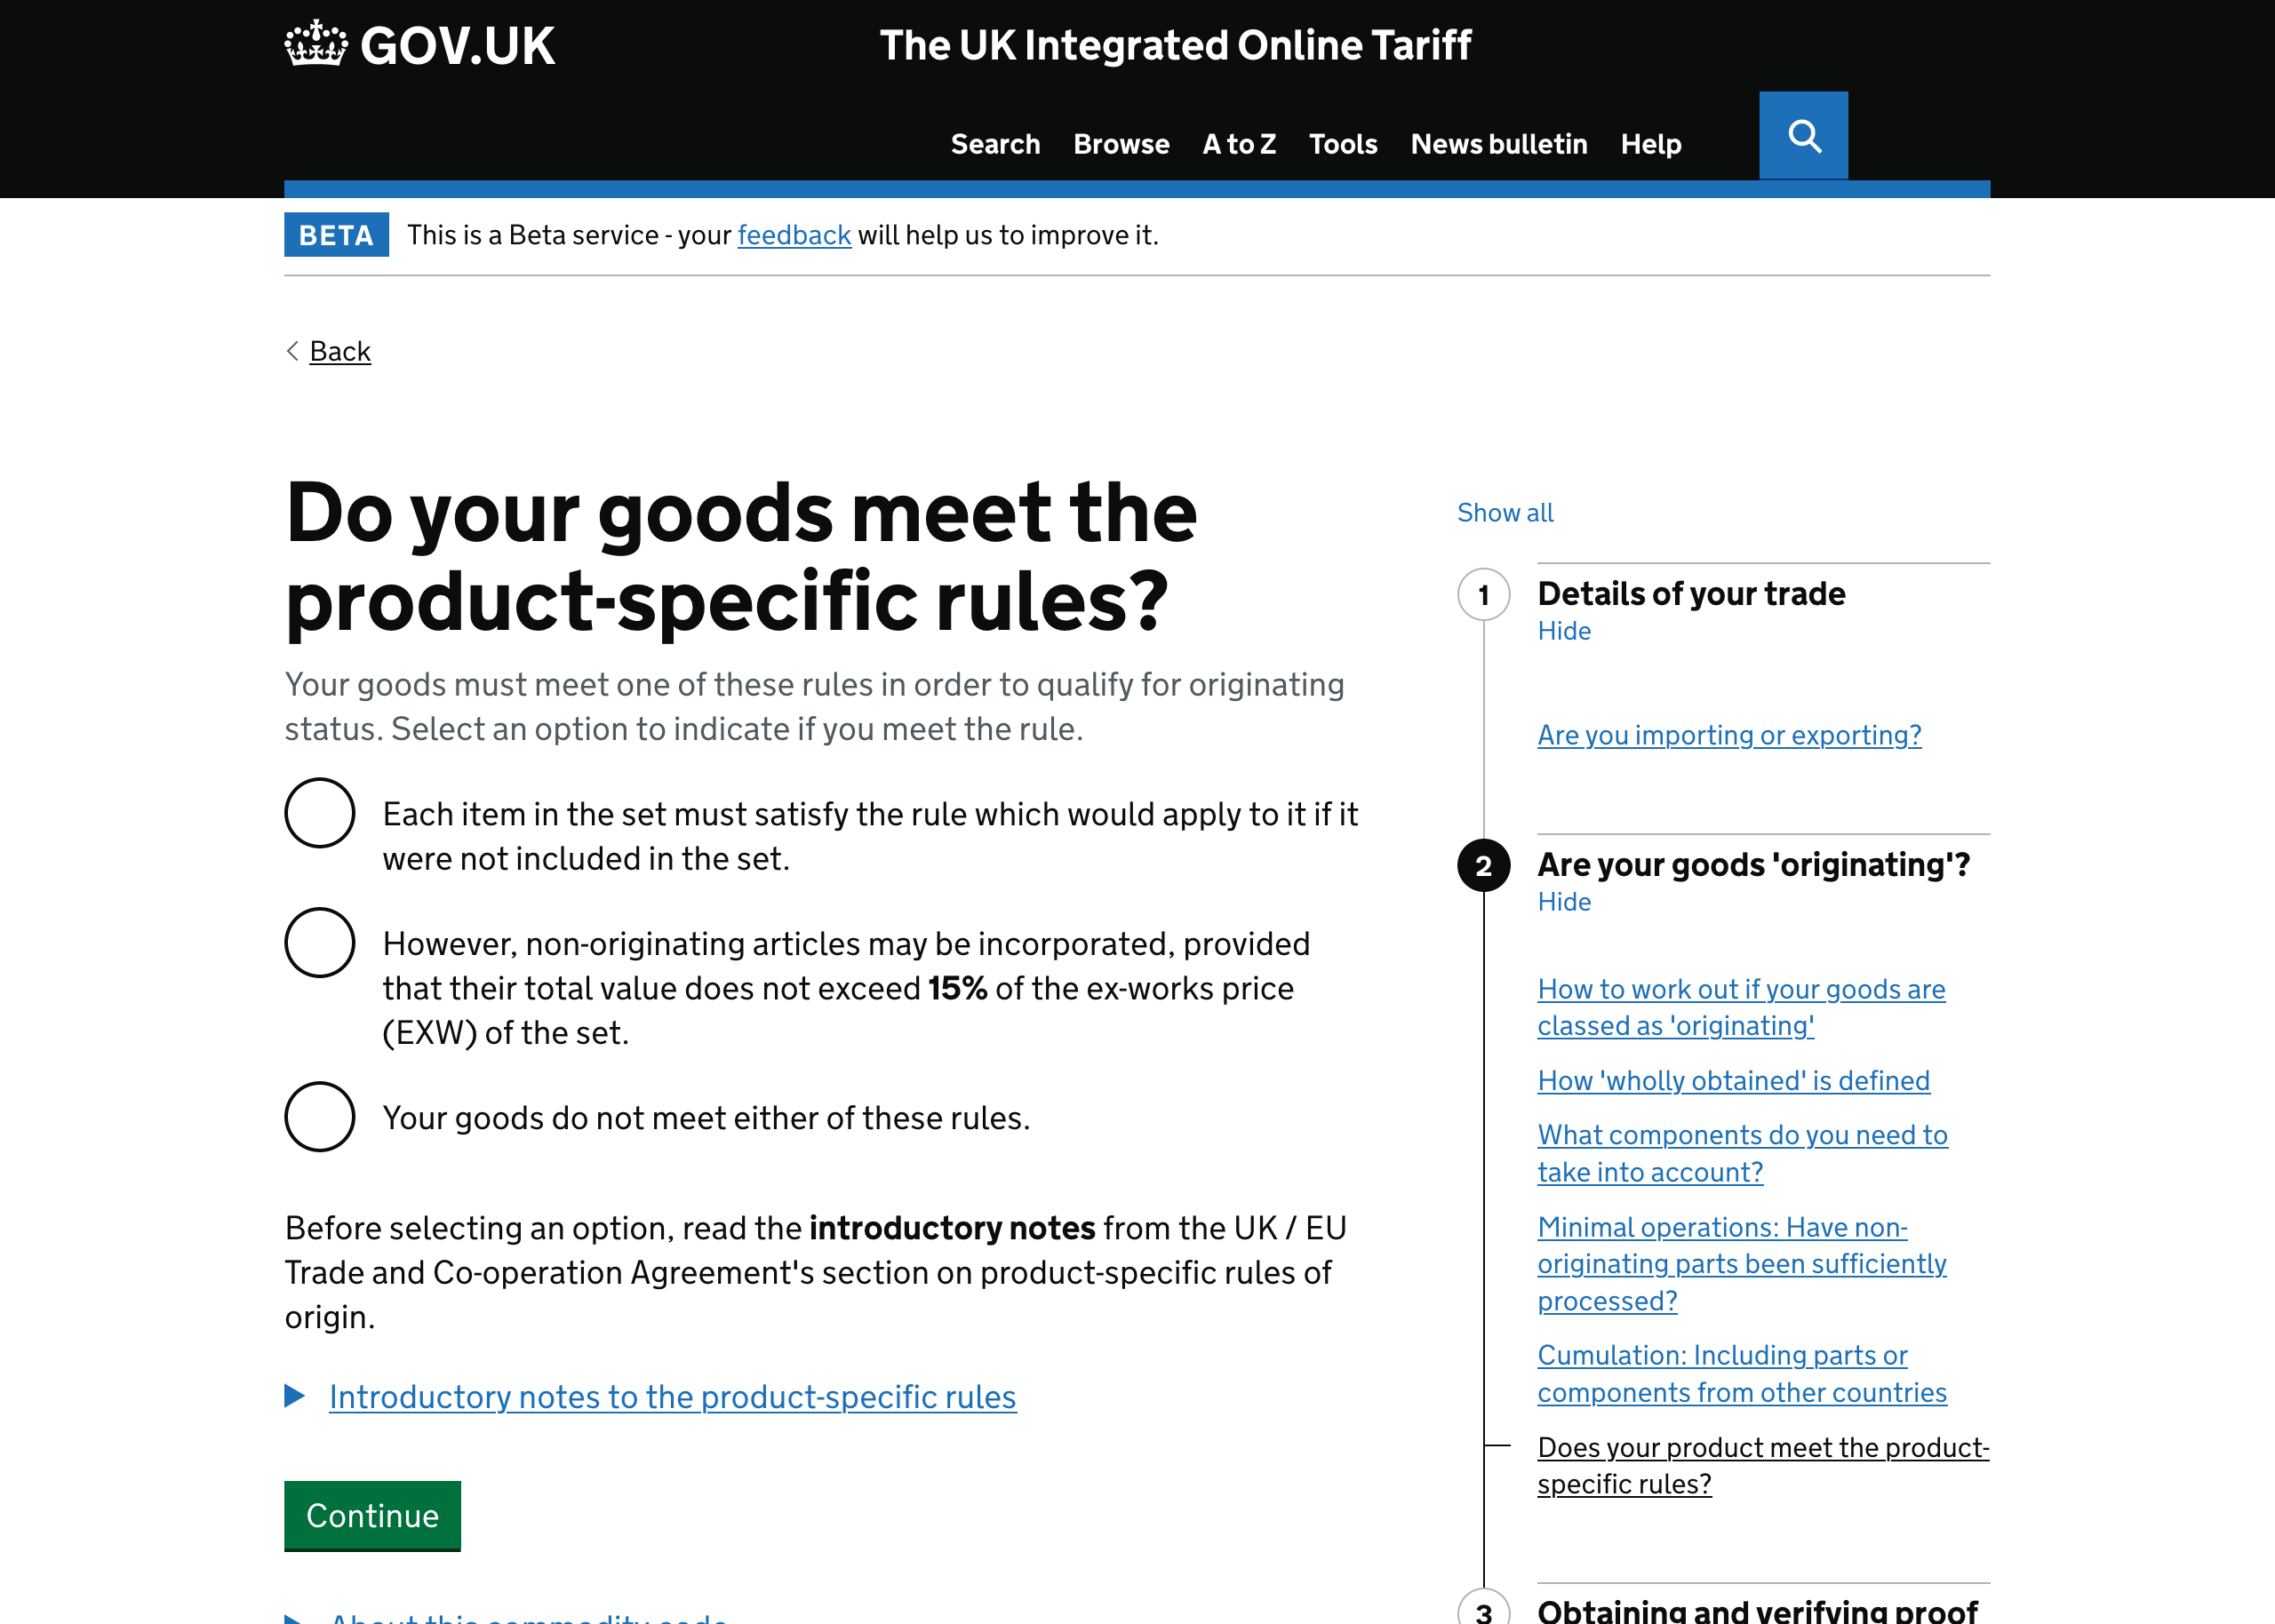 GOV.UK
The UK Integrated Online Tariff
Search Browse A to Z Tools News bulletin Help
BETA This is a Beta service - your feedback will help us to improve it.
Back
Do your goods meet the
product-specific rules?
Your goods must meet one of these rules in order to qualify for originating
status. Select an option to indicate if you meet the rule.
Each item in the set must satisfy the rule which would apply to it if it
were not included in the set.
However, non-originating articles may be incorporated, provided
that their total value does not exceed 15% of the ex-works price
(EXW) of the set.
Your goods do not meet either of these rules.
Before selecting an option, read the introductory notes from the UK / EU
Trade and Co-operation Agreement's section on product-specific rules of
origin.
Introductory notes to the product-specific rules
Continue
About this commodity code
Show all
1 Details of your trade
Hide
Are you importing or exporting?
2 Are your goods 'originating'?
Hide
How to work out if your goods are
classed as 'originating'
How 'wholly obtained' is defined
What components do you need to
take into account?
Minimal operations: Have non-
originating parts been sufficiently
processed?
Cumulation: Including parts or
components from other countries
Does your product meet the product-
specific rules?
3 Obtaining and verifying proof